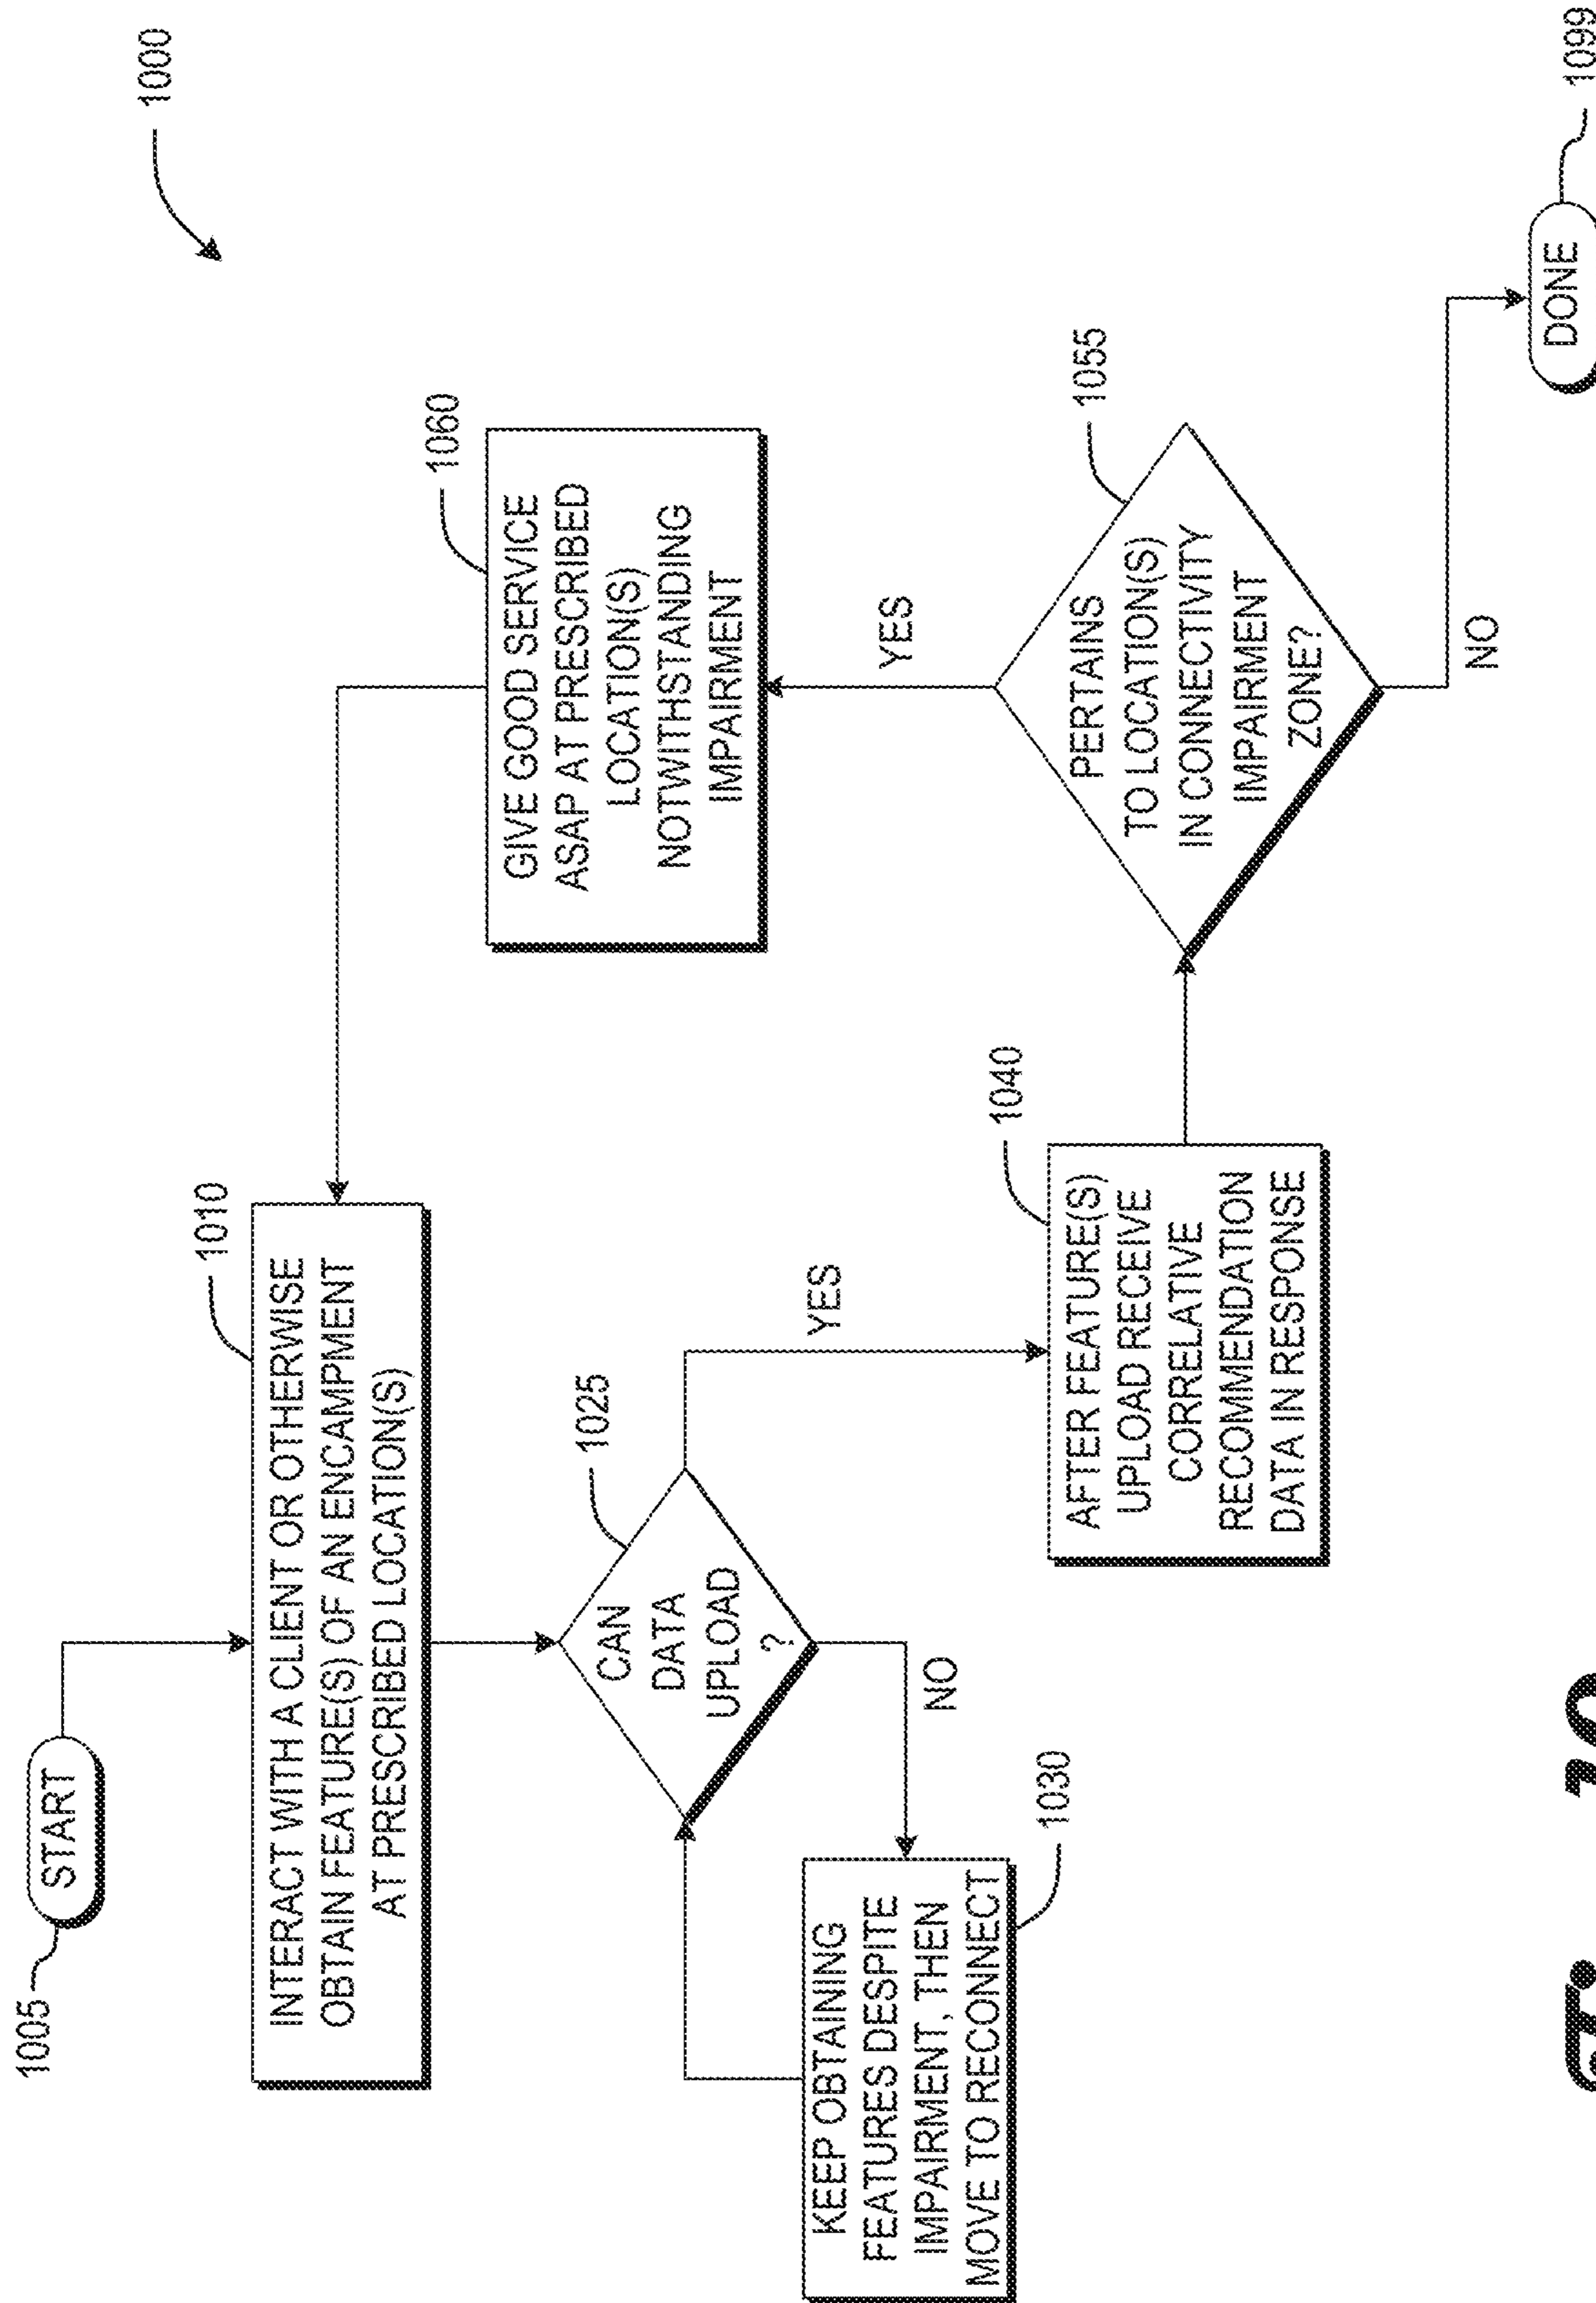 1000
1005
START
1010
INTERACT WITH A CLIENT OR OTHERWISE
OBTAIN FEATURE(S) OF AN ENCAMPMENT
AT PRESCRIBED LOCATION(S)
1025
CAN
DATA
UPLOAD
?
NO
YES
1030
KEEP OBTAINING
FEATURES DESPITE
IMPAIRMENT, THEN
MOVE TO RECONNECT
1040
AFTER FEATURE(S)
UPLOAD RECEIVE
CORRELATIVE
RECOMMENDATION
DATA IN RESPONSE
1055
PERTAINS
TO LOCATION(S)
IN CONNECTIVITY
IMPAIRMENT
ZONE?
YES
NO
1060
GIVE GOOD SERVICE
ASAP AT PRESCRIBED
LOCATION(S)
NOTWITHSTANDING
IMPAIRMENT
DONE
1099